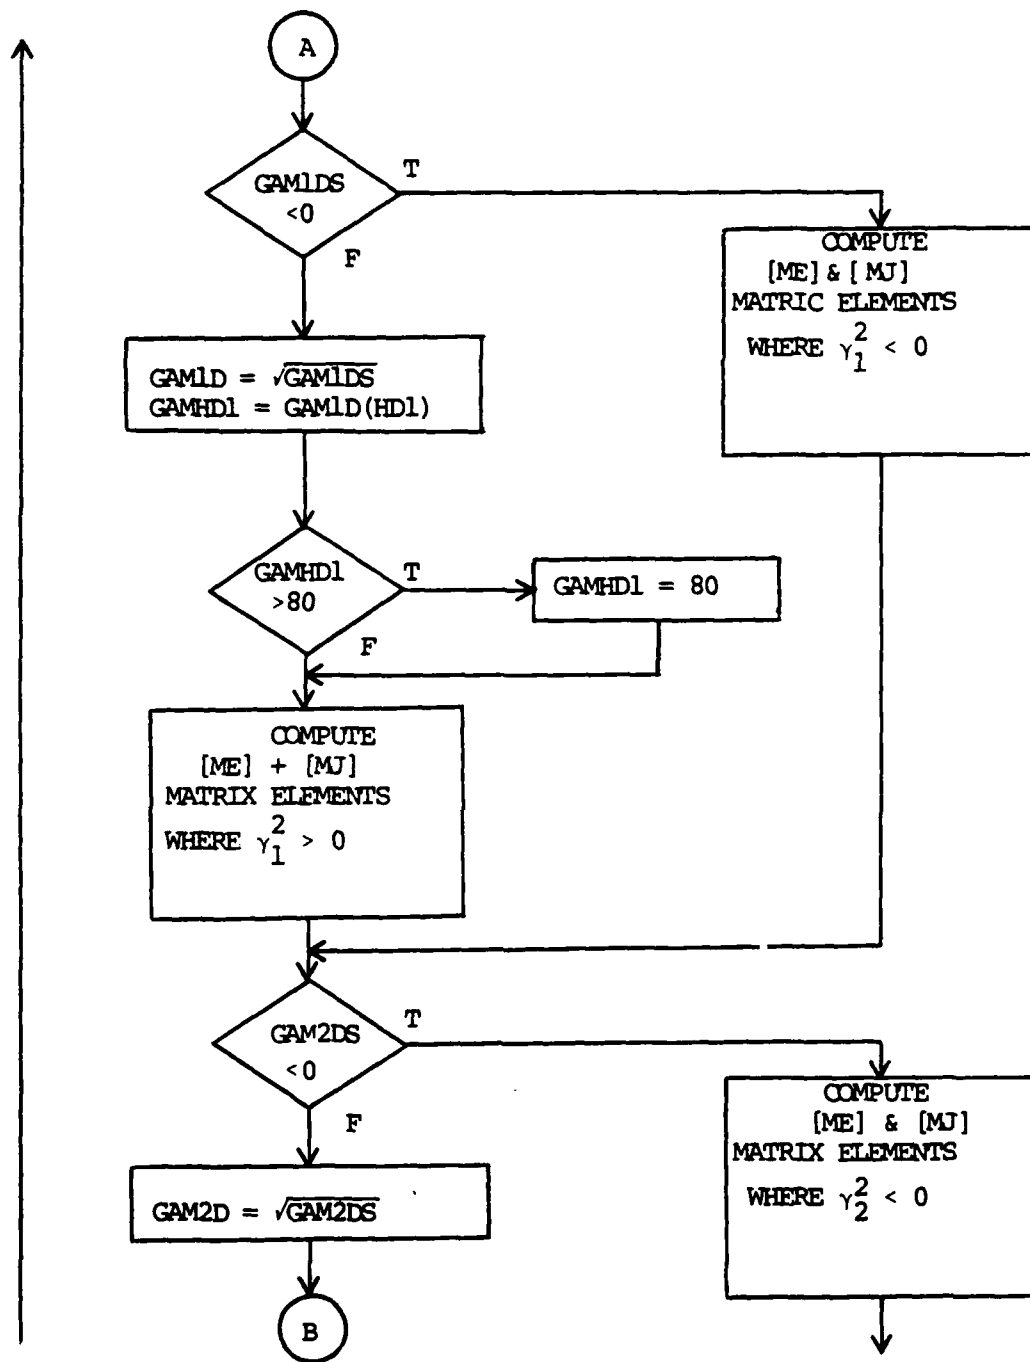 A
GAM1DS
<0
T
F
COMPUTE
[ME] & [MJ]
MATRIC ELEMENTS
WHERE γ₁² < 0
GAM1D = √GAM1DS
GAMHD1 = GAM1D(HD1)
GAMHD1
>80
T
F
GAMHD1 = 80
COMPUTE
[ME] + [MJ]
MATRIX ELEMENTS
WHERE γ₁² > 0
GAM2DS
<0
T
F
COMPUTE
[ME] & [MJ]
MATRIX ELEMENTS
WHERE γ₂² < 0
GAM2D = √GAM2DS
B